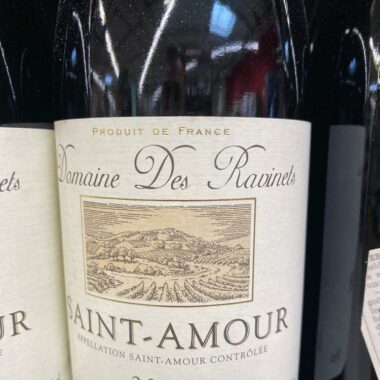 PRODUIT DE FRANCE
Domaine Des Ravinets
SAINT-AMOUR
APPELLATION SAINT-AMOUR CONTRÔLÉE